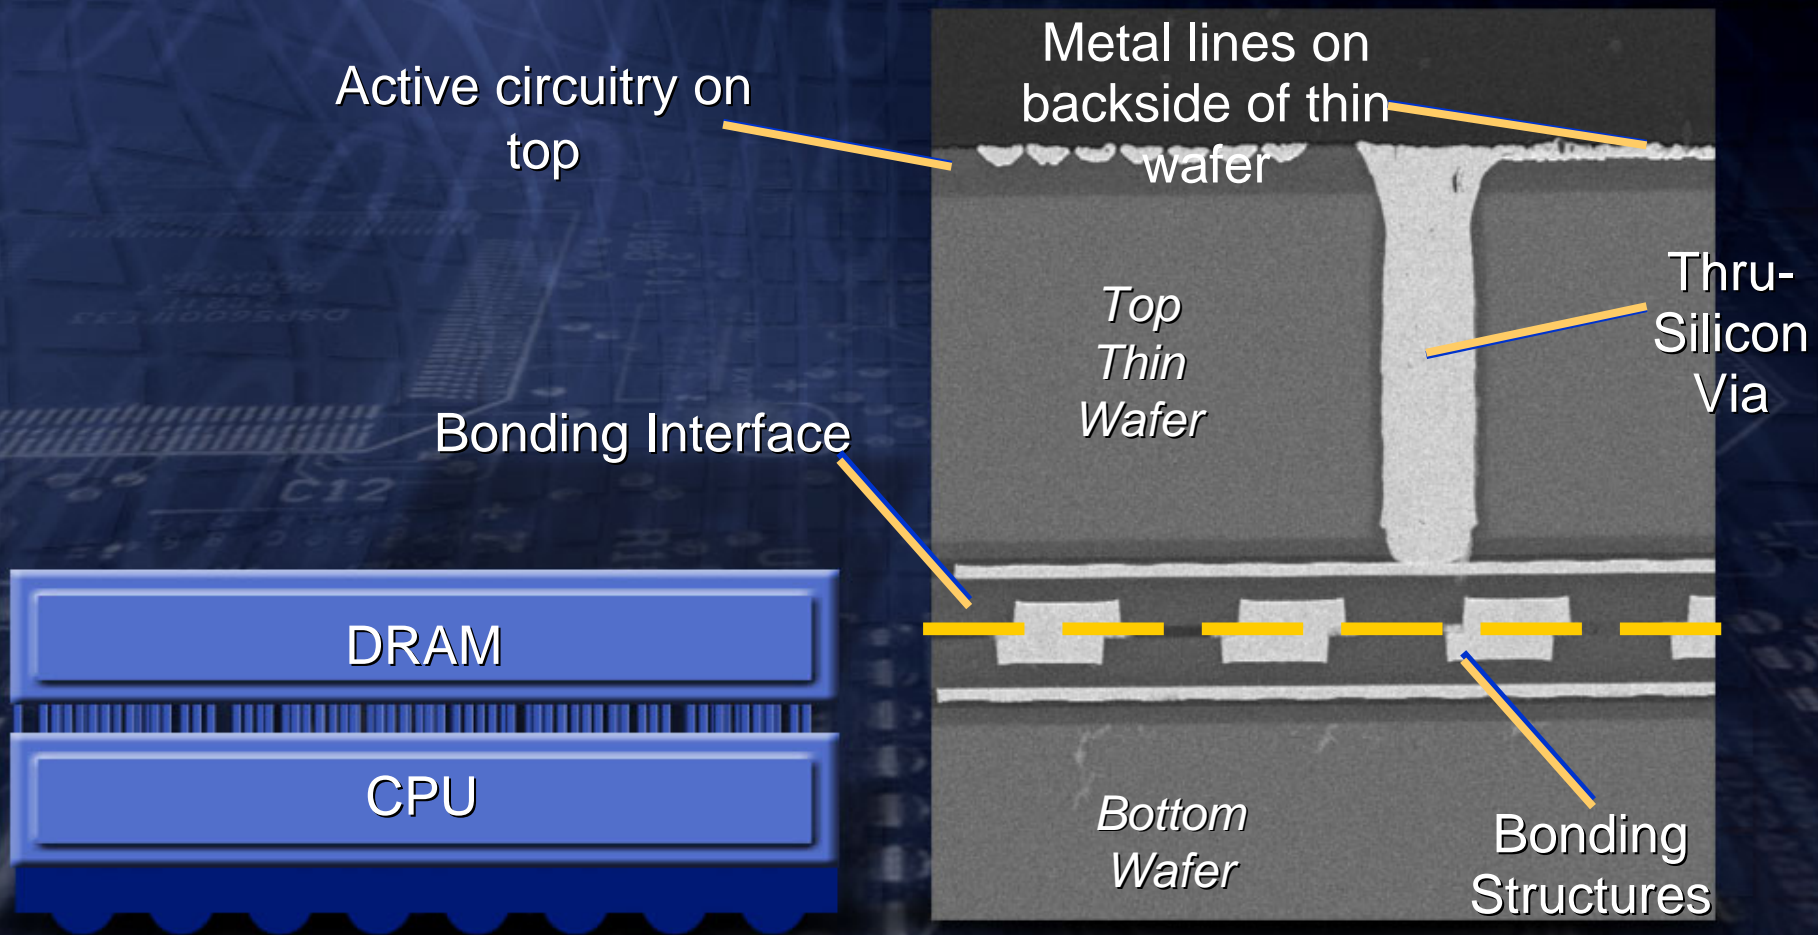 Metal lines on
backside of thin
wafer
Active circuitry on
top
Thru-
Silicon
Via
Top
Thin
Wafer
Bonding Interface
C12
DRAM
CPU
Bottom
Wafer
Bonding
Structures